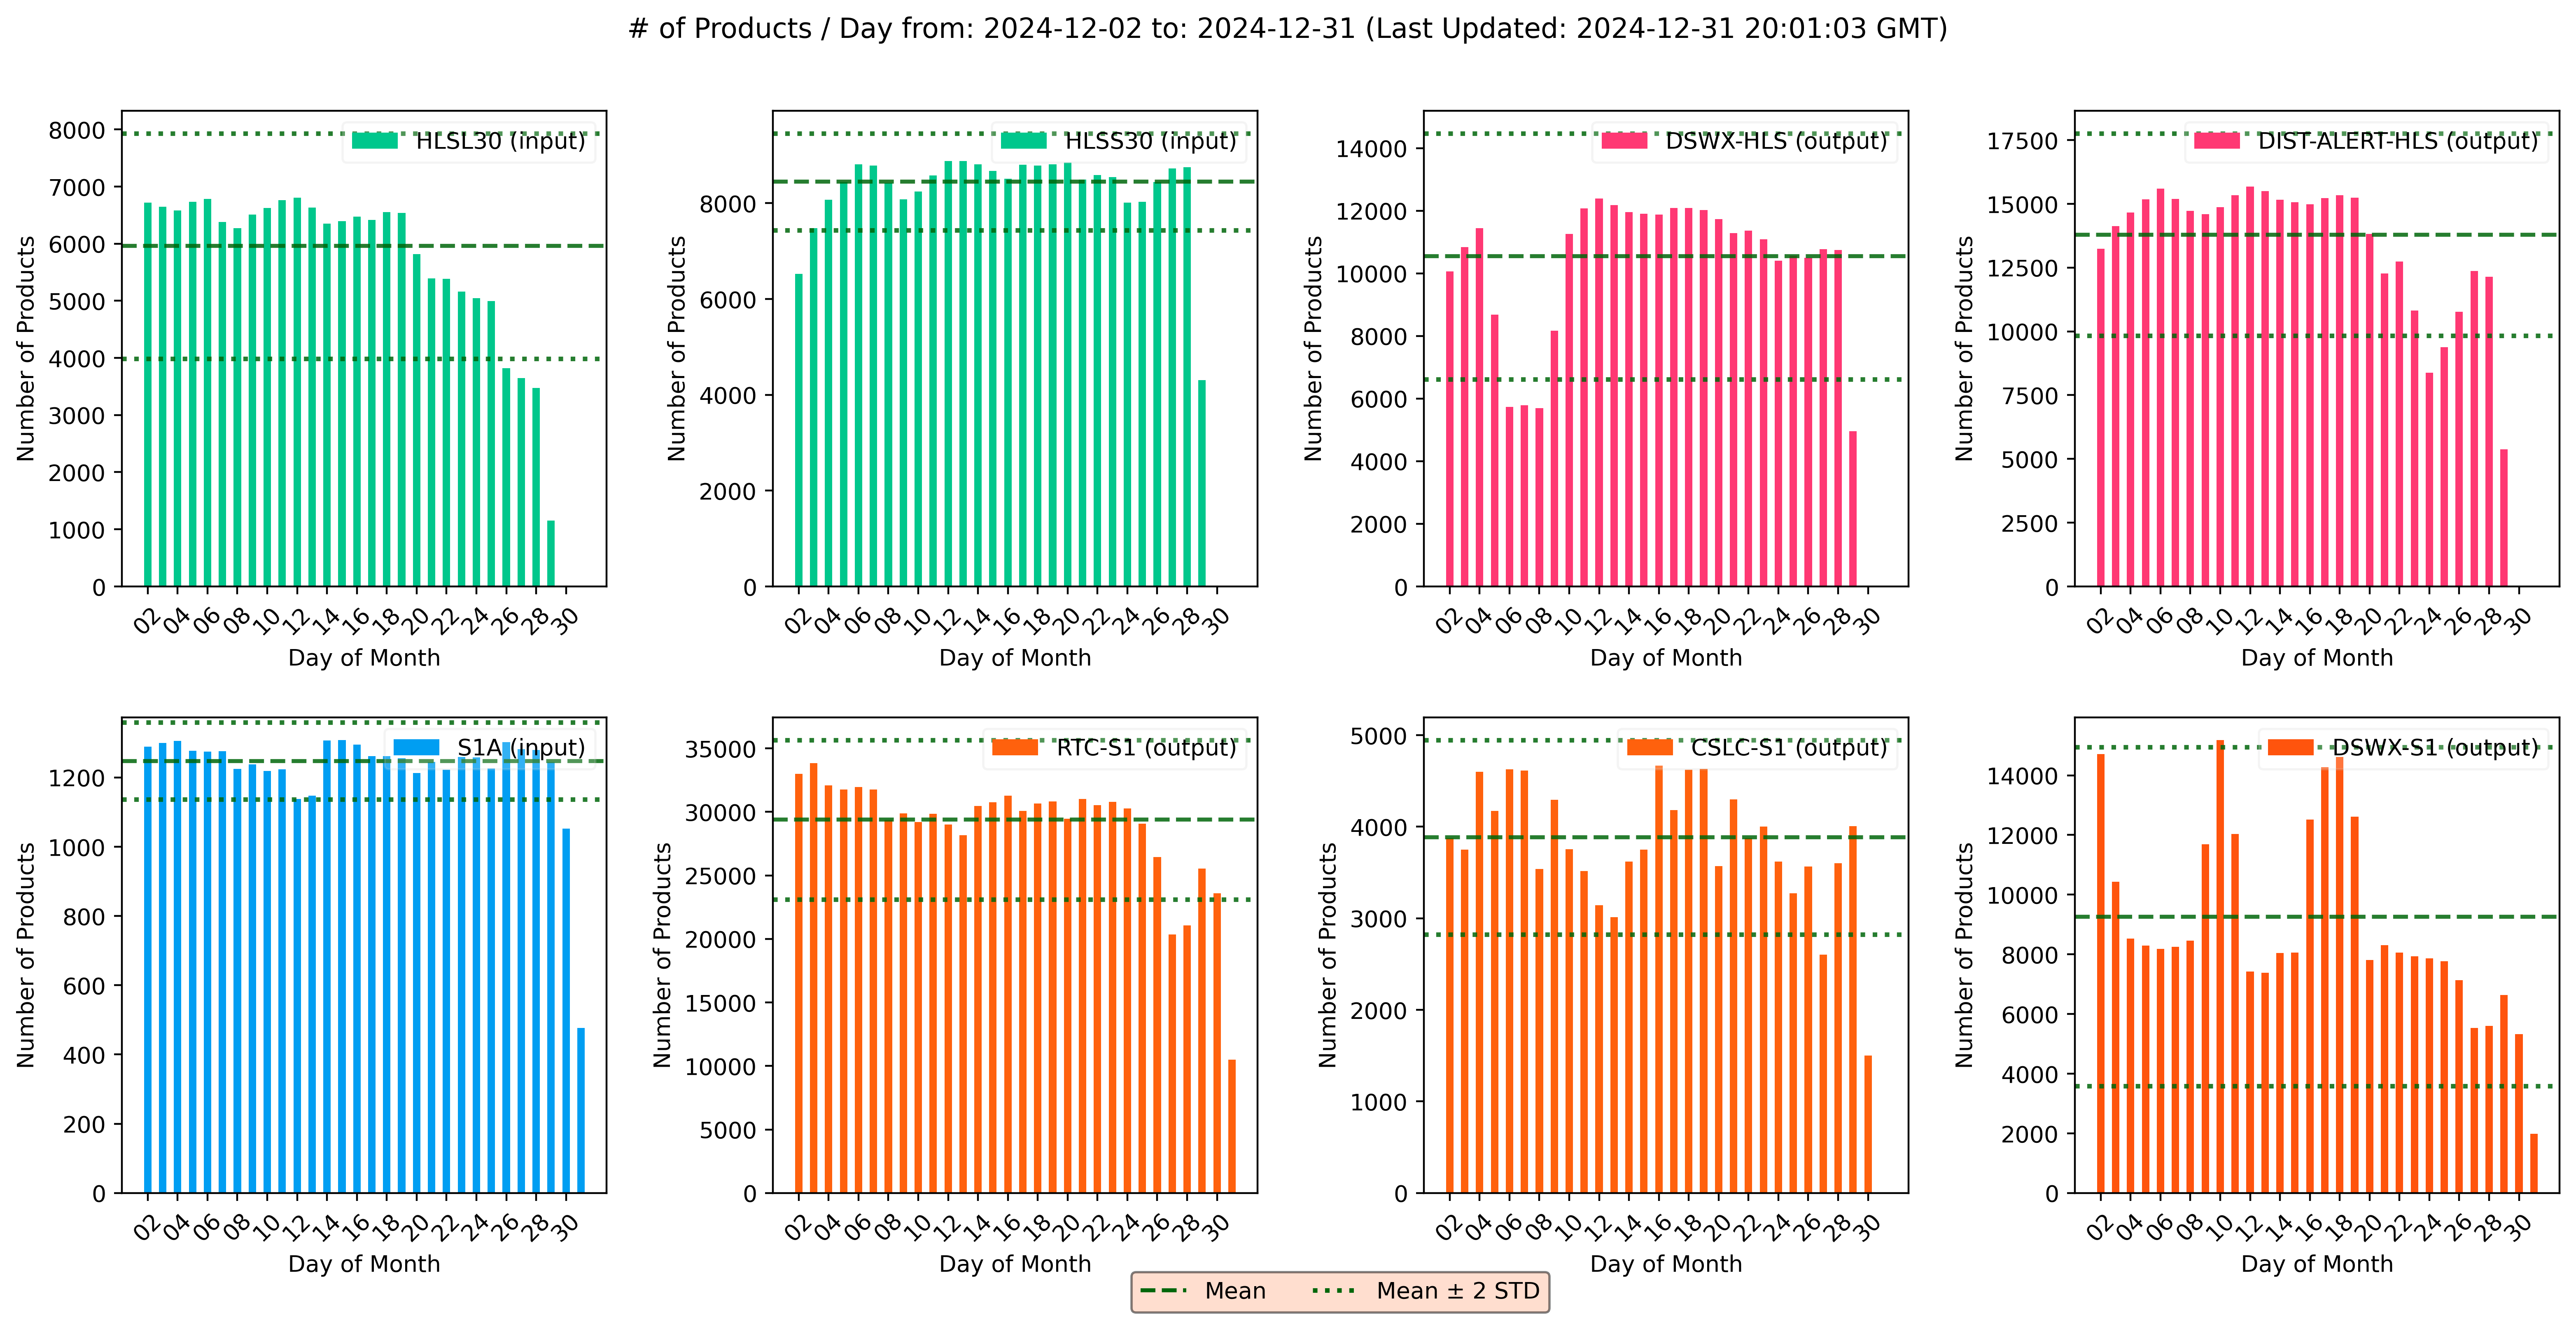 # of Products / Day from: 2024-12-02 to: 2024-12-31 (Last Updated: 2024-12-31 20:01:03 GMT)
HLSL30 (input)
Number of Products
8000
7000
6000
5000
4000
3000
2000
1000
0
02 04 06 08 10 12 14 16 18 20 22 24 26 28 30
Day of Month
HLSS30 (input)
Number of Products
8000
6000
4000
2000
0
02 04 06 08 10 12 14 16 18 20 22 24 26 28 30
Day of Month
DSWX-HLS (output)
Number of Products
14000
12000
10000
8000
6000
4000
2000
0
02 04 06 08 10 12 14 16 18 20 22 24 26 28 30
Day of Month
DIST-ALERT-HLS (output)
Number of Products
17500
15000
12500
10000
7500
5000
2500
0
02 04 06 08 10 12 14 16 18 20 22 24 26 28 30
Day of Month
S1A (input)
Number of Products
1200
1000
800
600
400
200
0
02 04 06 08 10 12 14 16 18 20 22 24 26 28 30
Day of Month
RTC-S1 (output)
Number of Products
35000
30000
25000
20000
15000
10000
5000
0
02 04 06 08 10 12 14 16 18 20 22 24 26 28 30
Day of Month
CSLC-S1 (output)
Number of Products
5000
4000
3000
2000
1000
0
02 04 06 08 10 12 14 16 18 20 22 24 26 28 30
Day of Month
DSWX-S1 (output)
Number of Products
14000
12000
10000
8000
6000
4000
2000
0
02 04 06 08 10 12 14 16 18 20 22 24 26 28 30
Day of Month
Mean Mean ± 2 STD